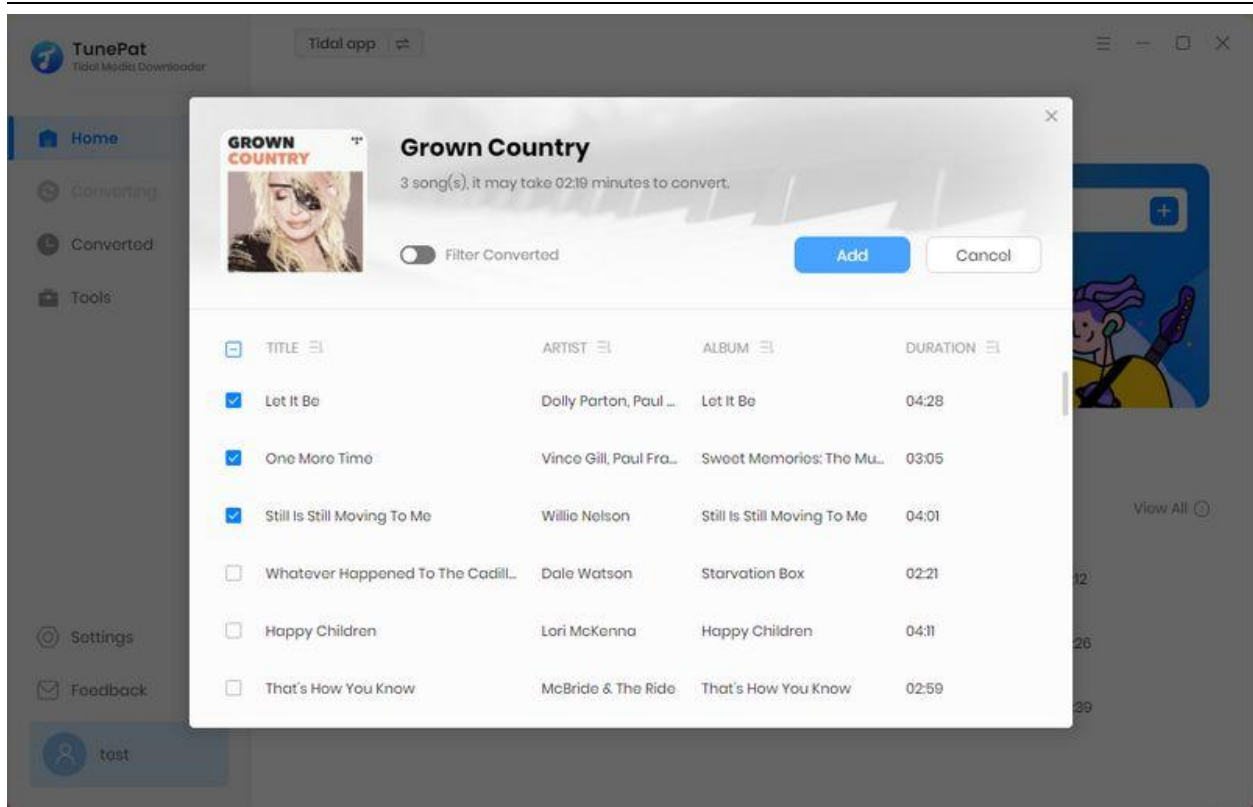 TunePat
Tidal Media Downloader
Tidal app
Home
Converting
Converted
Tools
Settings
Feedback
test
GROWN
COUNTRY
Grown Country
3 song(s), it may take 02:19 minutes to convert.
Filter Converted
Add
Cancel
TITLE ARTIST ALBUM DURATION
Let It Be Dolly Parton, Paul ... Let It Be 04:28
One More Time Vince Gill, Paul Fra... Sweet Memories: The Mu... 03:05
Still Is Still Moving To Me Willie Nelson Still Is Still Moving To Me 04:01
Whatever Happened To The Cadill... Dale Watson Starvation Box 02:21
Happy Children Lori McKenna Happy Children 04:11
That's How You Know McBride & The Ride That's How You Know 02:59
View All
:12
:26
:39